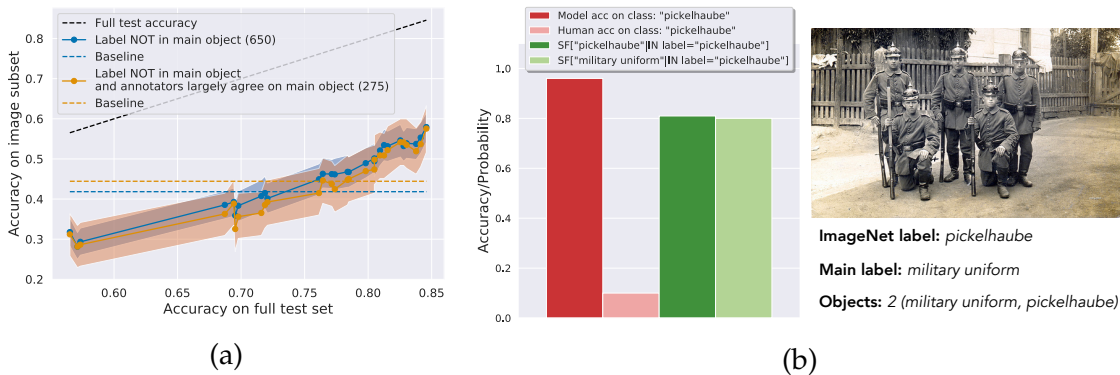 Full test accuracy
Label NOT in main object (650)
Baseline
Label NOT in main object
and annotators largely agree on main object (275)
Baseline
Accuracy on image subset
0.8
0.7
0.6
0.5
0.4
0.3
0.2
0.60
0.65
0.70
0.75
0.80
0.85
Accuracy on full test set
(a)
Model acc on class: "pickelhaube"
Human acc on class: "pickelhaube"
SF["pickelhaube"|IN label="pickelhaube"]
SF["military uniform"|IN label="pickelhaube"]
Accuracy/Probability
1.0
0.8
0.6
0.4
0.2
0.0
ImageNet label: pickelhaube
Main label: military uniform
Objects: 2 (military uniform, pickelhaube)
(b)